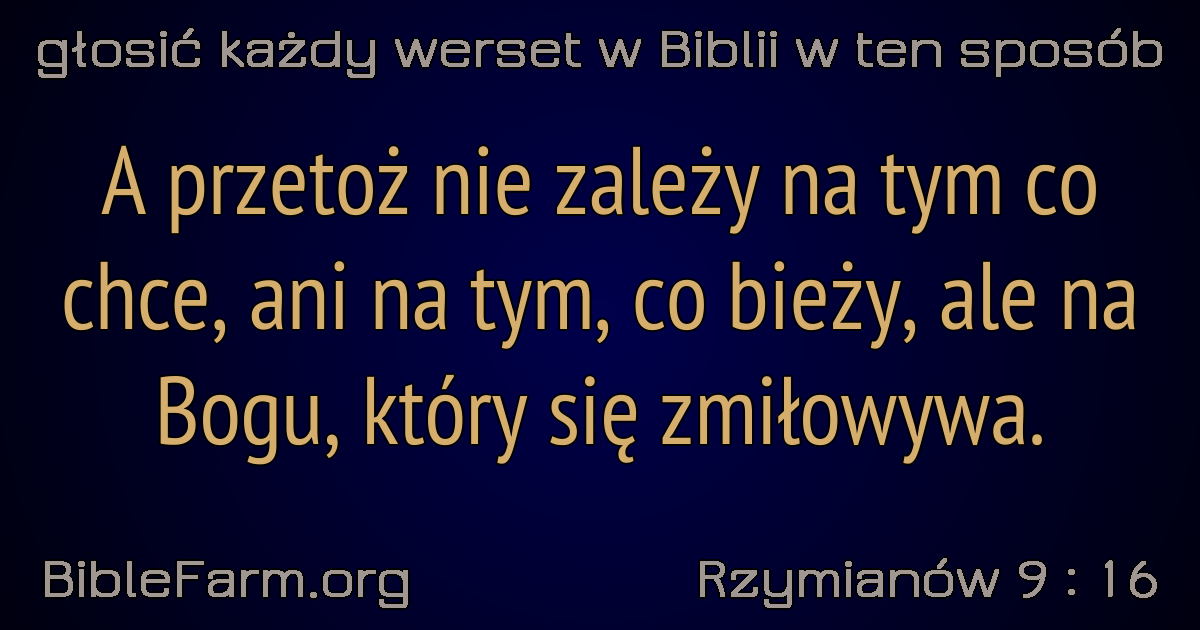 głosić każdy werset w Biblii w ten sposób
A przetoż nie zależy na tym co
chce, ani na tym, co bieży, ale na
Bogu, który się zmiłowywa.
BibleFarm.org
Rzymianów 9 : 16